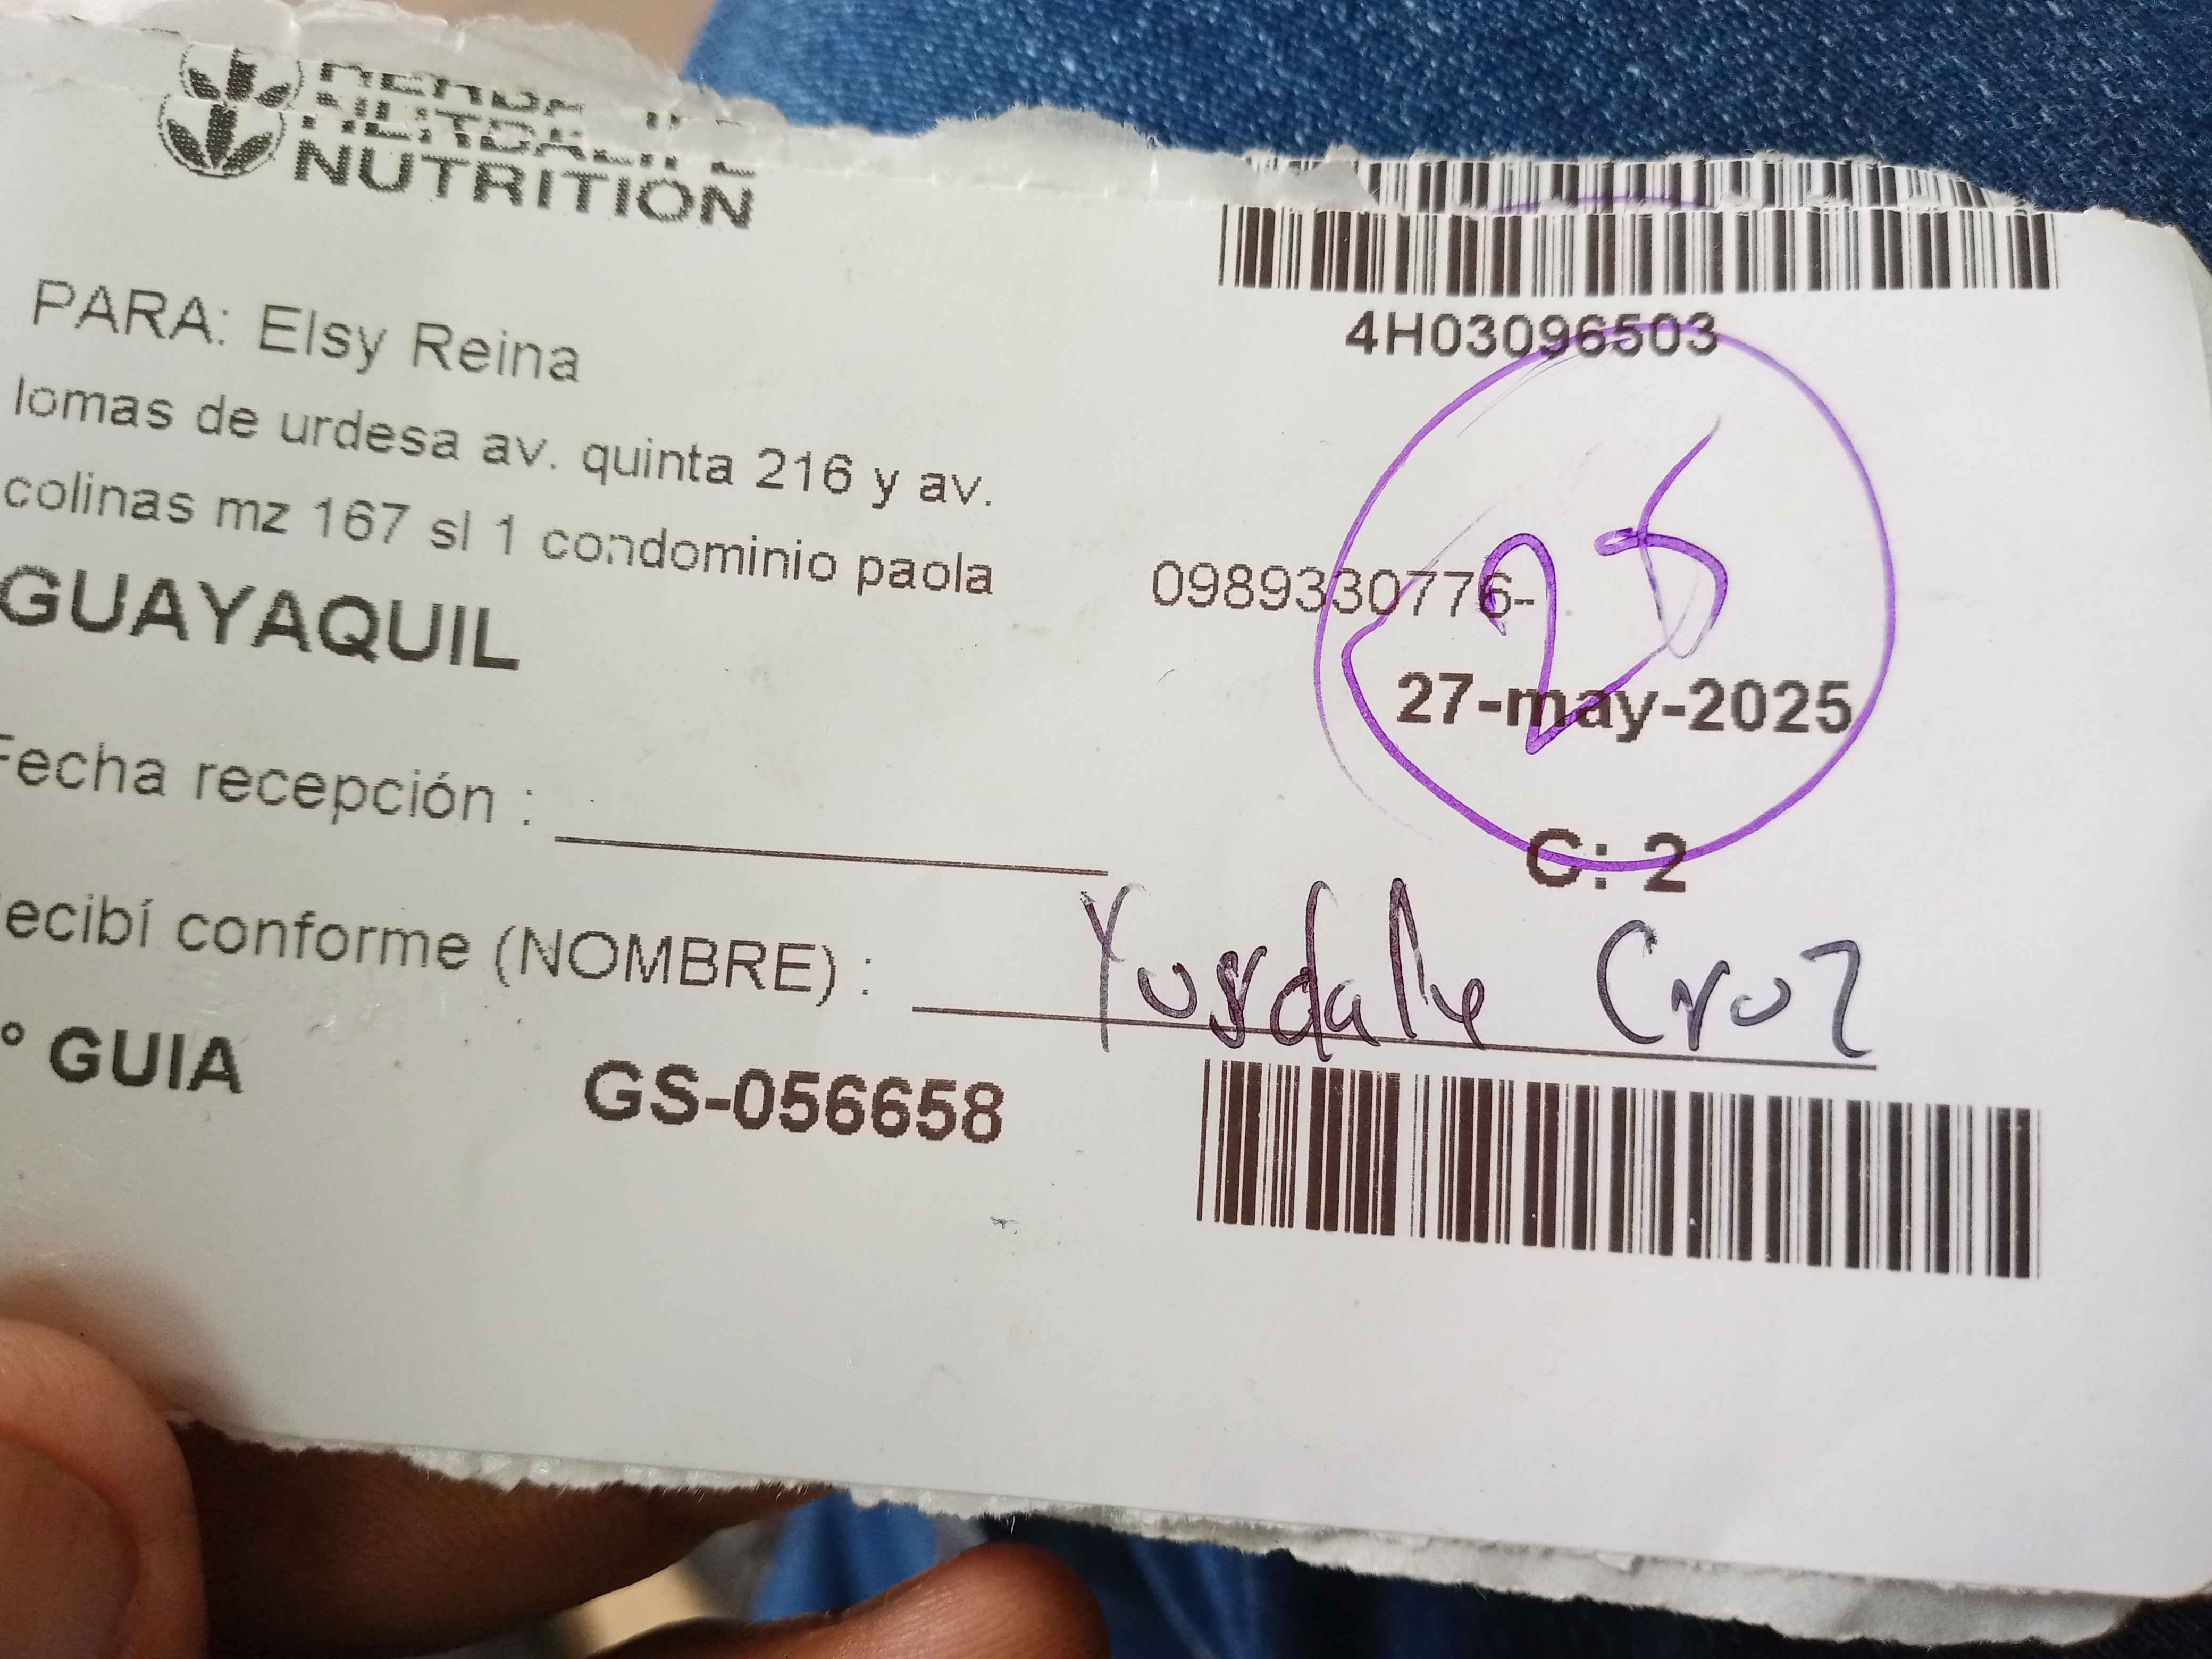 HERBALIFE
NUTRITION
4H03096503
PARA: Elsy Reina
lomas de urdesa av. quinta 216 y av.
colinas mz 167 sl 1 condominio paola
0989330776-
25
GUAYAQUIL
27-may-2025
Fecha recepción :
C: 2
ecibí conforme (NOMBRE) : Cruz
° GUIA GS-056658